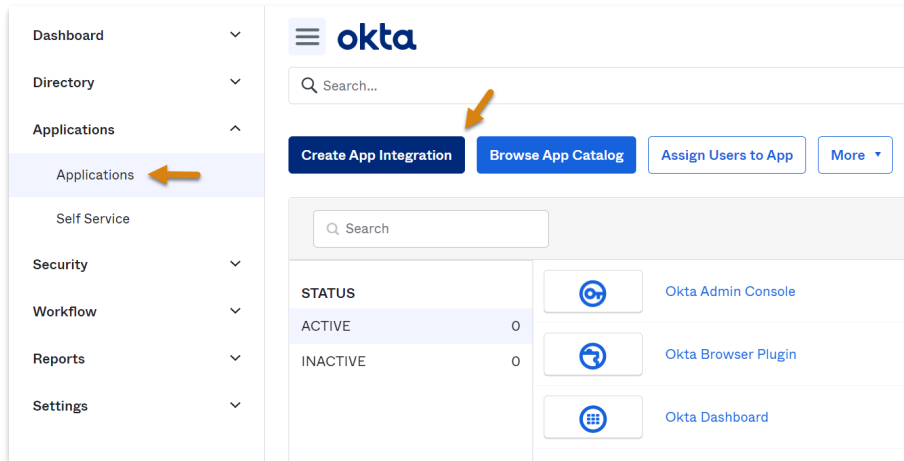 Dashboard
Directory
Applications
Applications
Self Service
Security
Workflow
Reports
Settings
okta
Search...
Create App Integration
Browse App Catalog
Assign Users to App
More
Search
STATUS
ACTIVE 0
INACTIVE 0
Okta Admin Console
Okta Browser Plugin
Okta Dashboard